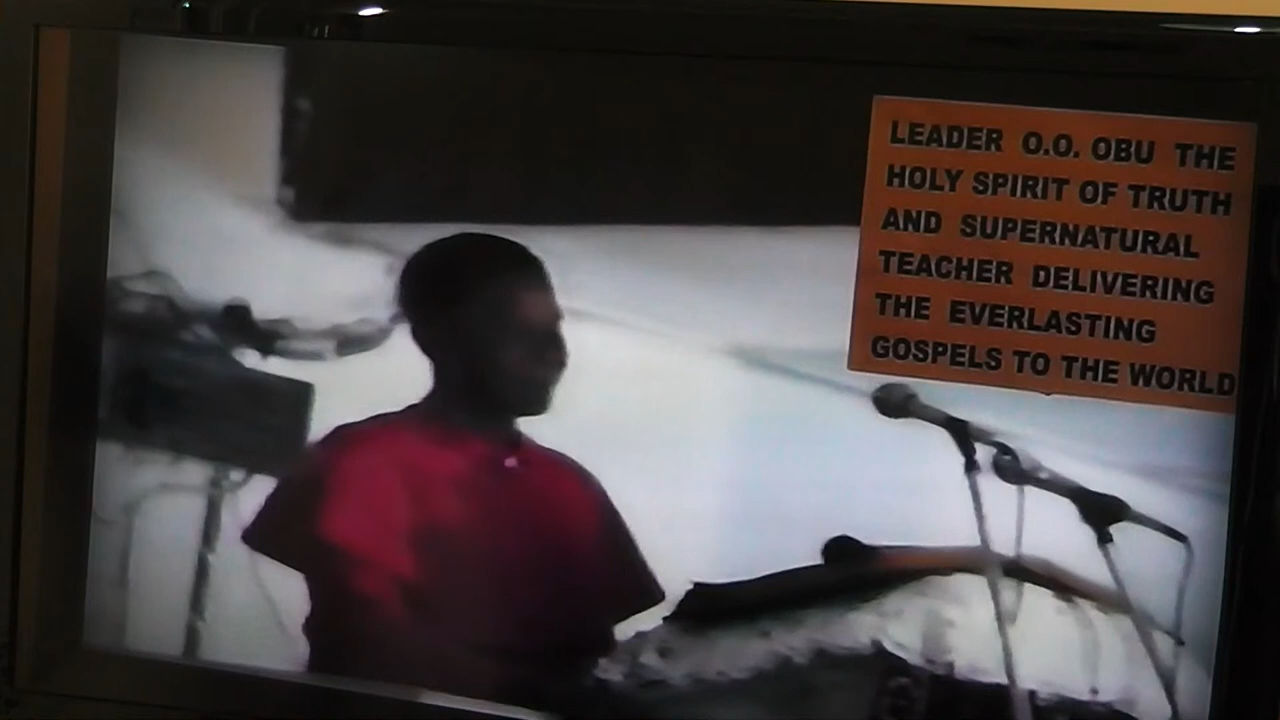 LEADER O.O. OBU THE
HOLY SPIRIT OF TRUTH
AND SUPERNATURAL
TEACHER DELIVERING
THE EVERLASTING
GOSPELS TO THE WORLD